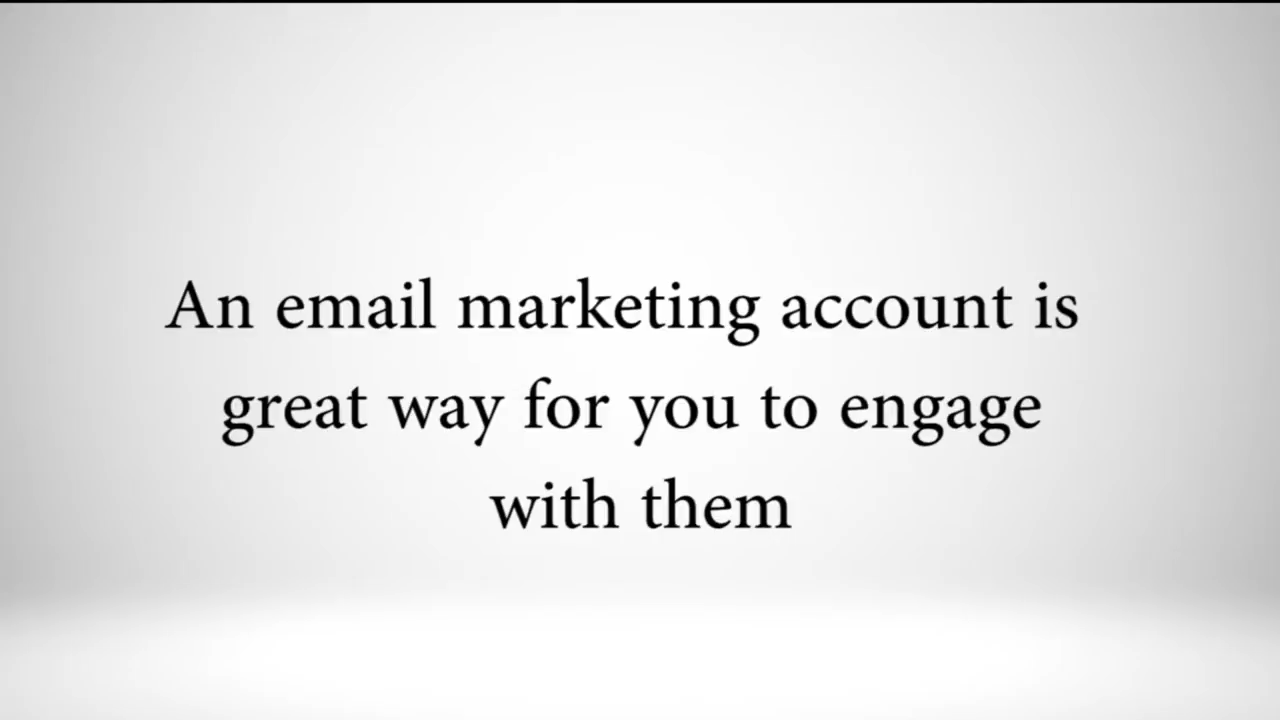 An email marketing account is
great way for you to engage
with them